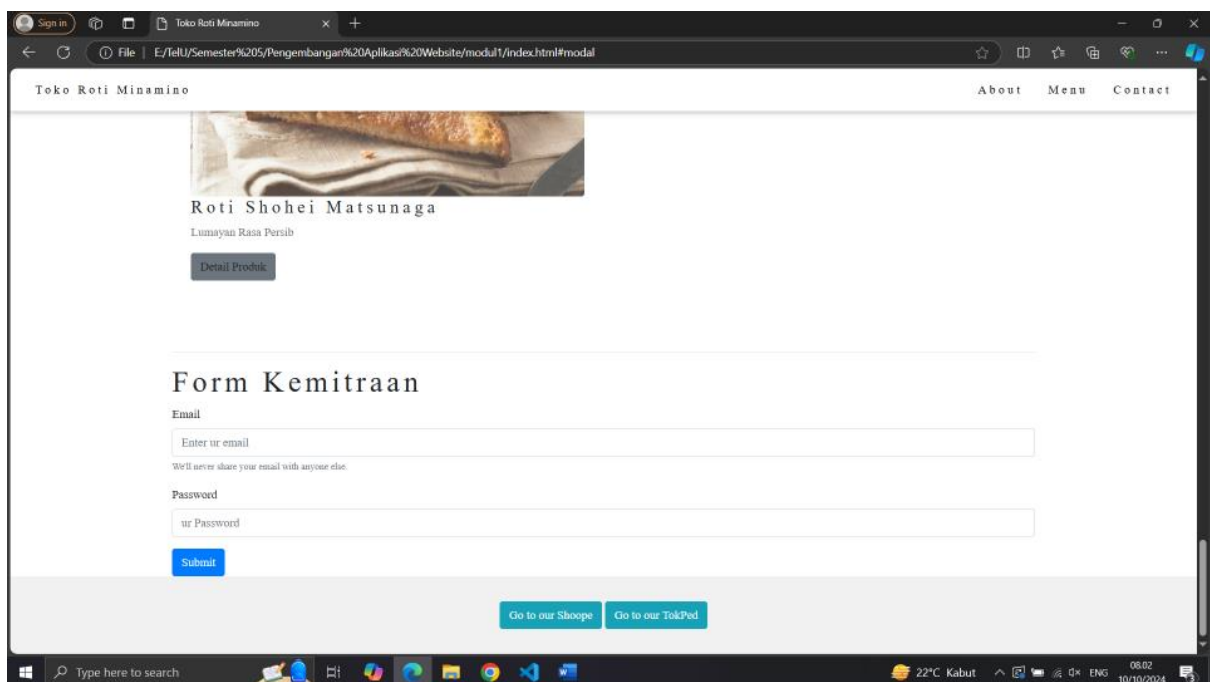 Sign in
Toko Roti Minamino
File | E:/TelU/Semester%205/Pengembangan%20Aplikasi%20Website/modul1/index.html#modal
Toko Roti Minamino
About Menu Contact
Roti Shohei Matsunaga
Lumayan Rasa Persib
Detail Produk
Form Kemitraan
Email
Enter ur email
We'll never share your email with anyone else.
Password
ur Password
Submit
Go to our Shoope Go to our TokPed
Type here to search
22°C Kabut
ENG
08.02
10/10/2024